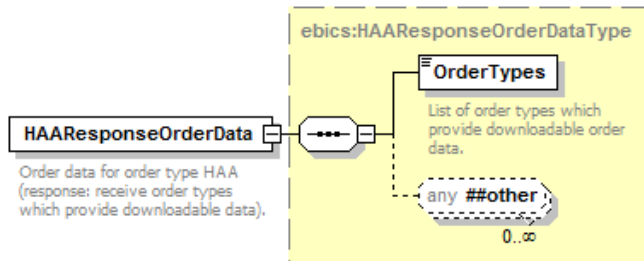 ebics:HAAResponseOrderDataType
OrderTypes
List of order types which
provide downloadable order
data.
HAAResponseOrderData
Order data for order type HAA
(response: receive order types
which provide downloadable data).
any ##other
0..∞